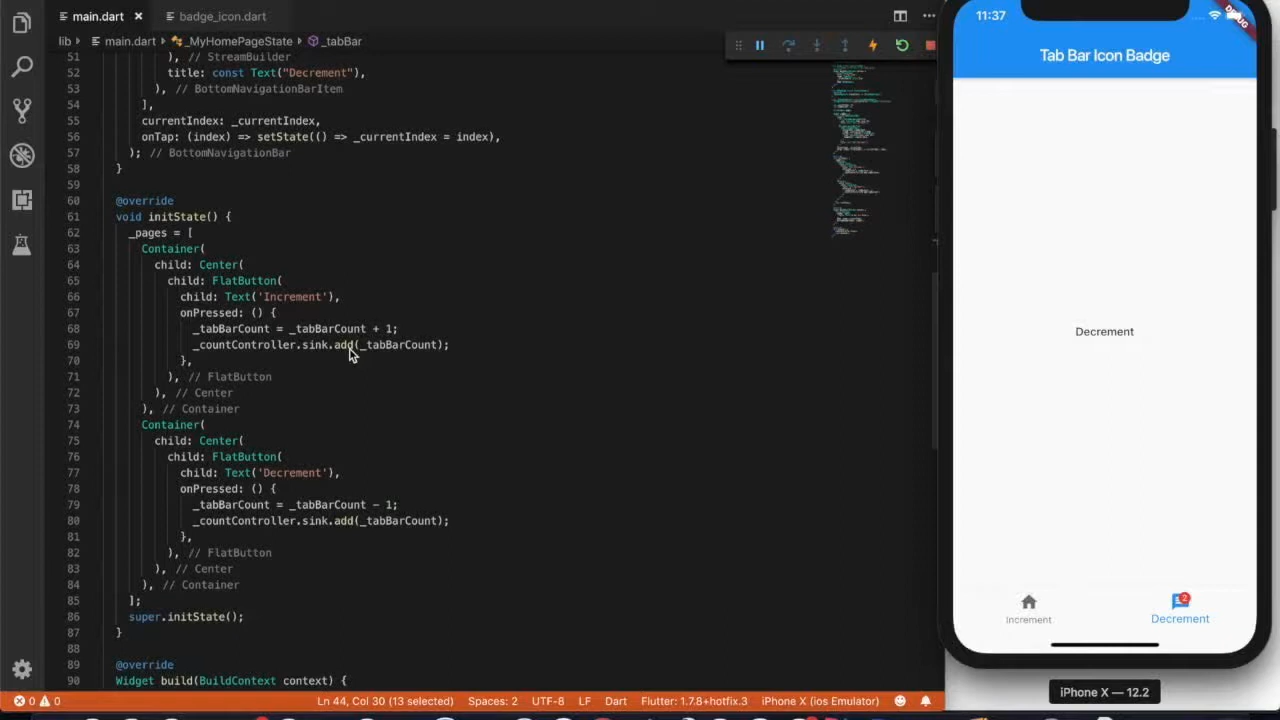 main.dart
badge_icon.dart
lib
main.dart
_MyHomePageState
_tabBar
51 ), // StreamBuilder
52 title: const Text("Decrement"),
53 ), // BottomNavigationBarItem
54 ],
55 currentIndex: _currentIndex,
56 onTap: (index) => setState(() => _currentIndex = index),
57 ); BottomNavigationBar
58 }
59
60 @override
61 void initState() {
62 _pages = [
63 Container(
64 child: Center(
65 child: FlatButton(
66 child: Text('Increment'),
67 onPressed: () {
68 _tabBarCount = _tabBarCount + 1;
69 _countController.sink.add(_tabBarCount);
70 },
71 ), // FlatButton
72 ), // Center
73 ), // Container
74 Container(
75 child: Center(
76 child: FlatButton(
77 child: Text('Decrement'),
78 onPressed: () {
79 _tabBarCount = _tabBarCount - 1;
80 _countController.sink.add(_tabBarCount);
81 },
82 ), // FlatButton
83 ), // Center
84 ), // Container
85 ];
86 super.initState();
87 }
88
89 @override
90 Widget build(BuildContext context) {
0 0
Ln 44, Col 30 (13 selected)
Spaces: 2
UTF-8
LF
Dart
Flutter: 1.7.8+hotfix.3
iPhone X (ios Emulator)
11:37
DEBUG
Tab Bar Icon Badge
Decrement
2
Increment
Decrement
iPhone X — 12.2